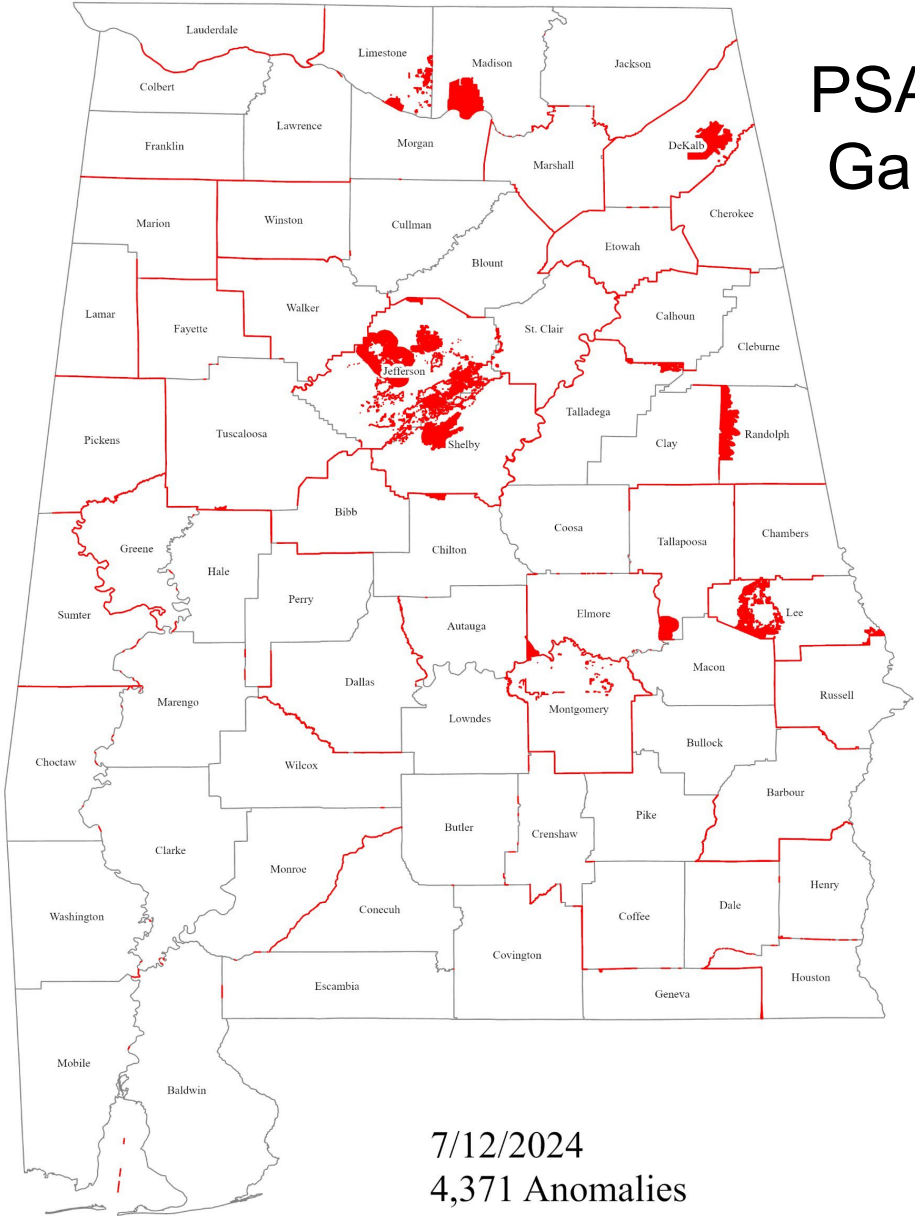 PSA
Ga
Lauderdale
Limestone
Madison
Jackson
Colbert
Lawrence
Franklin
Morgan
DeKalb
Marshall
Marion
Winston
Cullman
Cherokee
Etowah
Blount
Lamar
Fayette
Walker
St. Clair
Calhoun
Cleburne
Jefferson
Talladega
Pickens
Tuscaloosa
Shelby
Clay
Randolph
Bibb
Coosa
Tallapoosa
Chambers
Greene
Hale
Chilton
Perry
Sumter
Autauga
Elmore
Lee
Macon
Dallas
Marengo
Lowndes
Montgomery
Russell
Bullock
Choctaw
Wilcox
Barbour
Butler
Crenshaw
Pike
Clarke
Monroe
Henry
Washington
Conecuh
Coffee
Dale
Covington
Escambia
Geneva
Houston
Mobile
Baldwin
7/12/2024
4,371 Anomalies